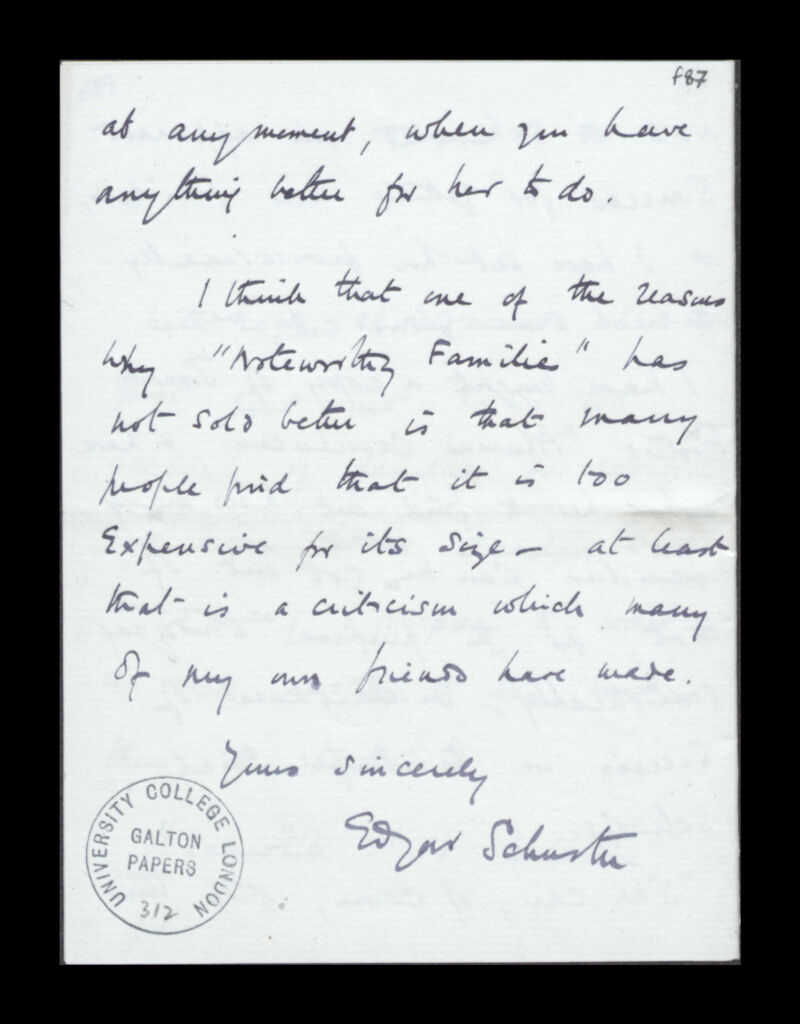 f87
at any moment, when you have
anything better for her to do.
I think that one of the reasons
why "Noteworthy Families" has
not sold better is that many
people find that it is too
Expensive for its size – at least
that is a criticism which many
of my own friends have made.
Yours sincerely
Edgar Schuster
UNIVERSITY COLLEGE LONDON
GALTON
PAPERS
312